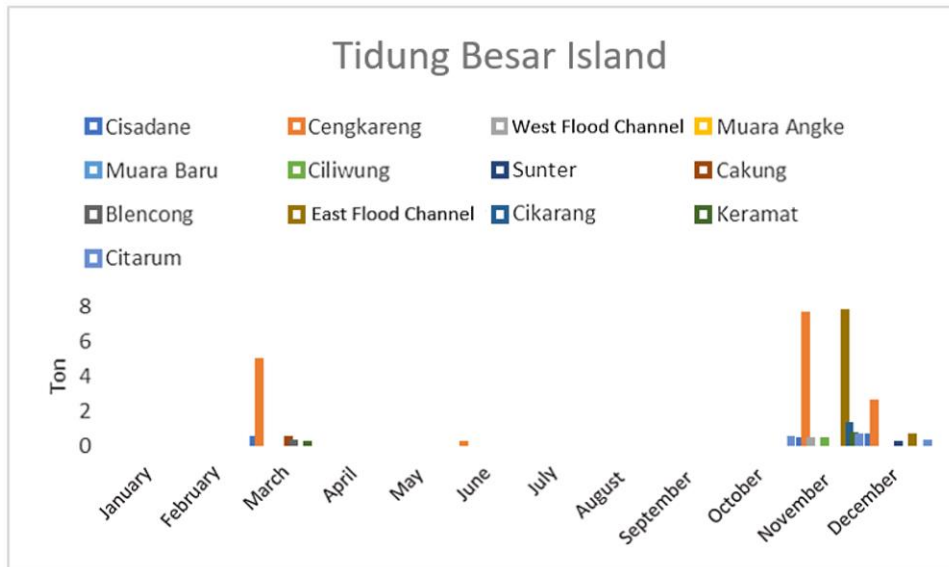 Tidung Besar Island
Cisadane Cengkareng West Flood Channel Muara Angke
Muara Baru Ciliwung Sunter Cakung
Blencong East Flood Channel Cikarang Keramat
Citarum
8
6
4
2
0
Ton
January February March April May June July August September October November December